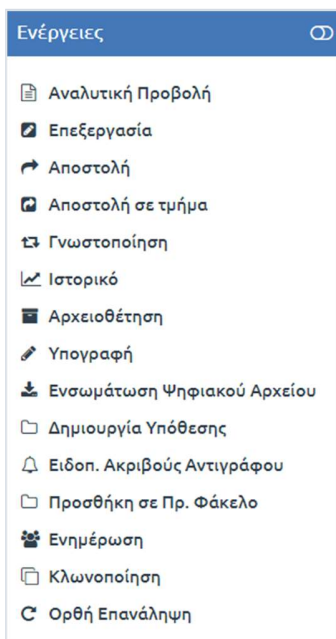 Ενέργειες
Αναλυτική Προβολή
Επεξεργασία
Αποστολή
Αποστολή σε τμήμα
Γνωστοποίηση
Ιστορικό
Αρχειοθέτηση
Υπογραφή
Ενσωμάτωση Ψηφιακού Αρχείου
Δημιουργία Υπόθεσης
Ειδοπ. Ακριβούς Αντιγράφου
Προσθήκη σε Πρ. Φάκελο
Ενημέρωση
Κλωνοποίηση
Ορθή Επανάληψη